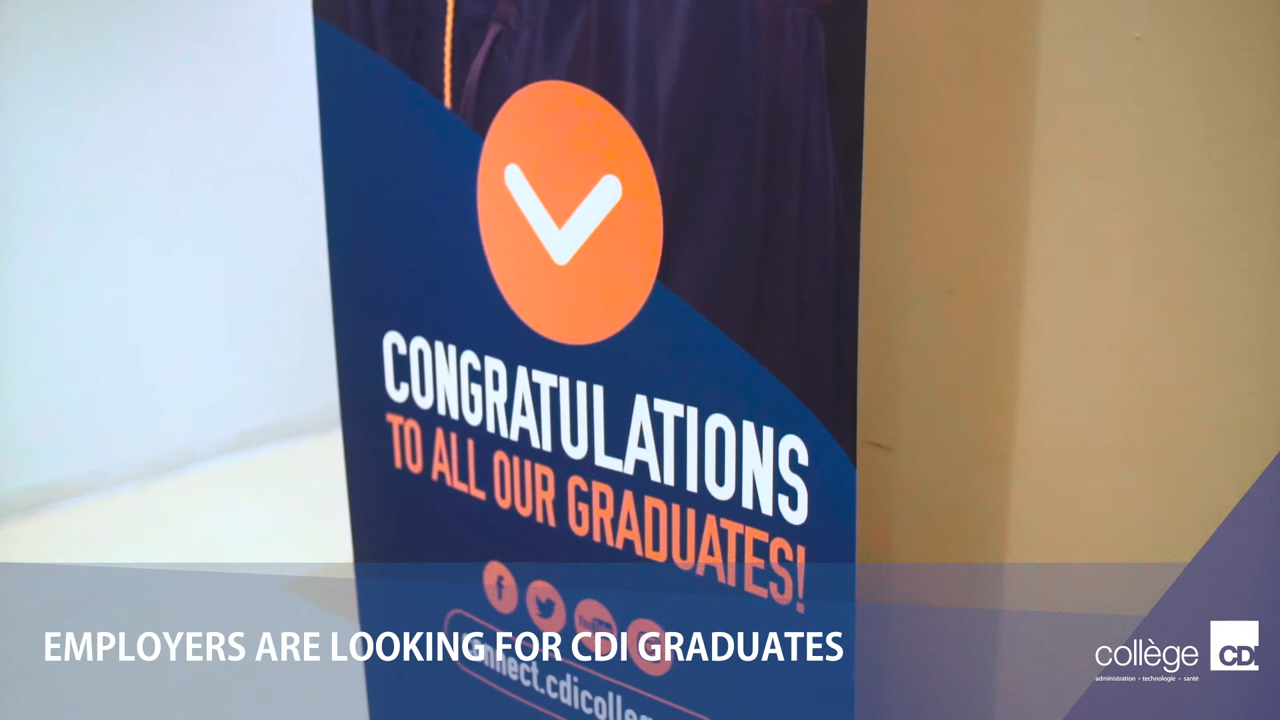 CONGRATULATIONS
TO ALL OUR GRADUATES!
f
EMPLOYERS ARE LOOKING FOR CDI GRADUATES
collège CDI
administration • technologie • santé